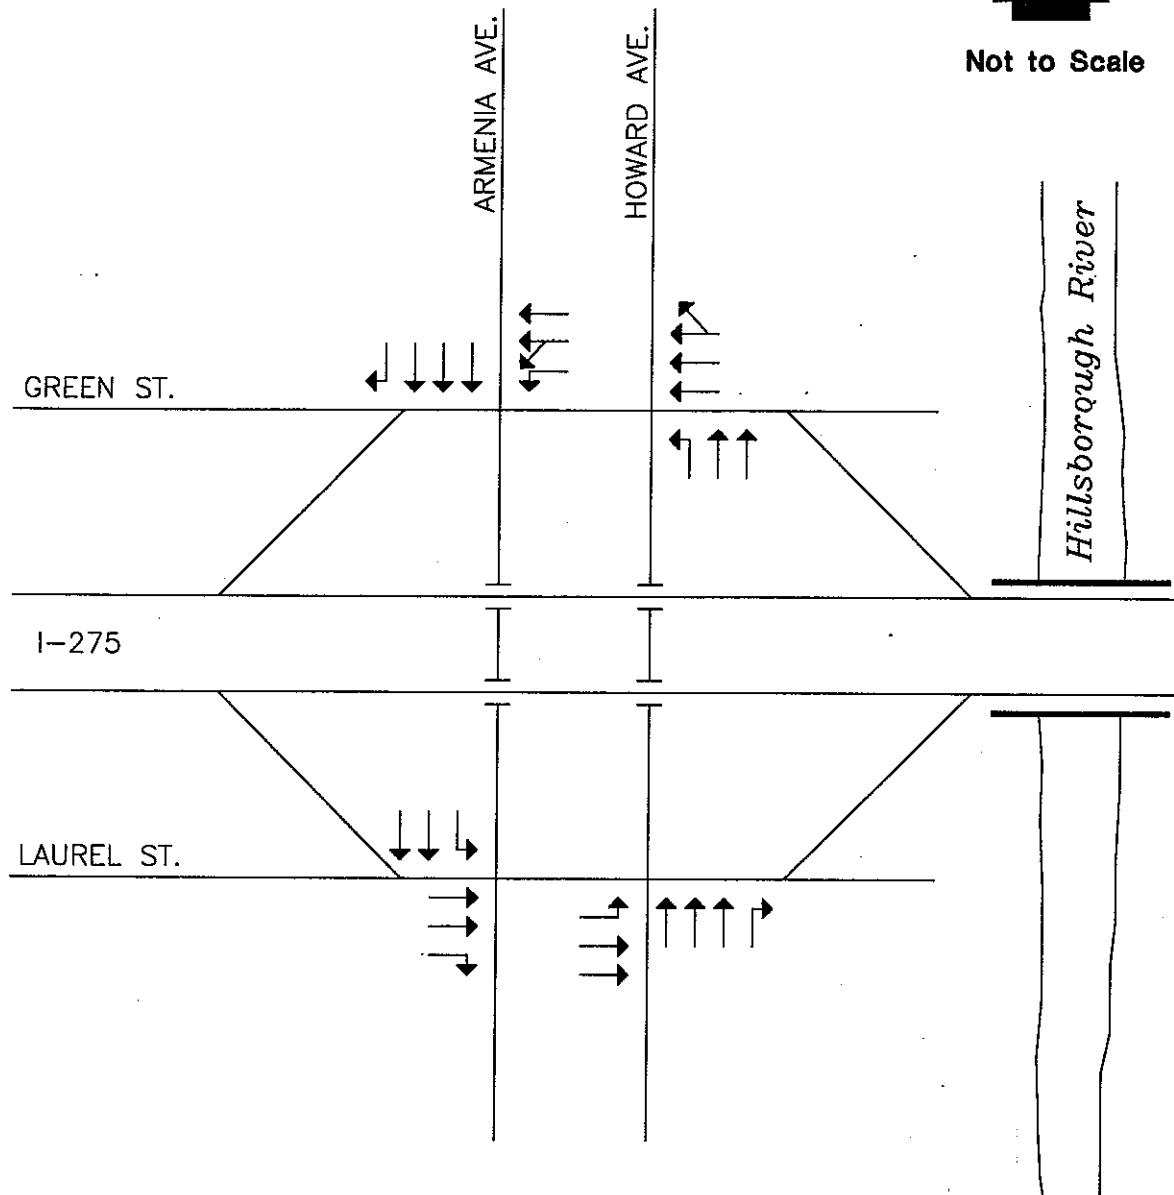 Not to Scale
ARMENIA AVE.
HOWARD AVE.
Hillsborough River
GREEN ST.
I-275
LAUREL ST.